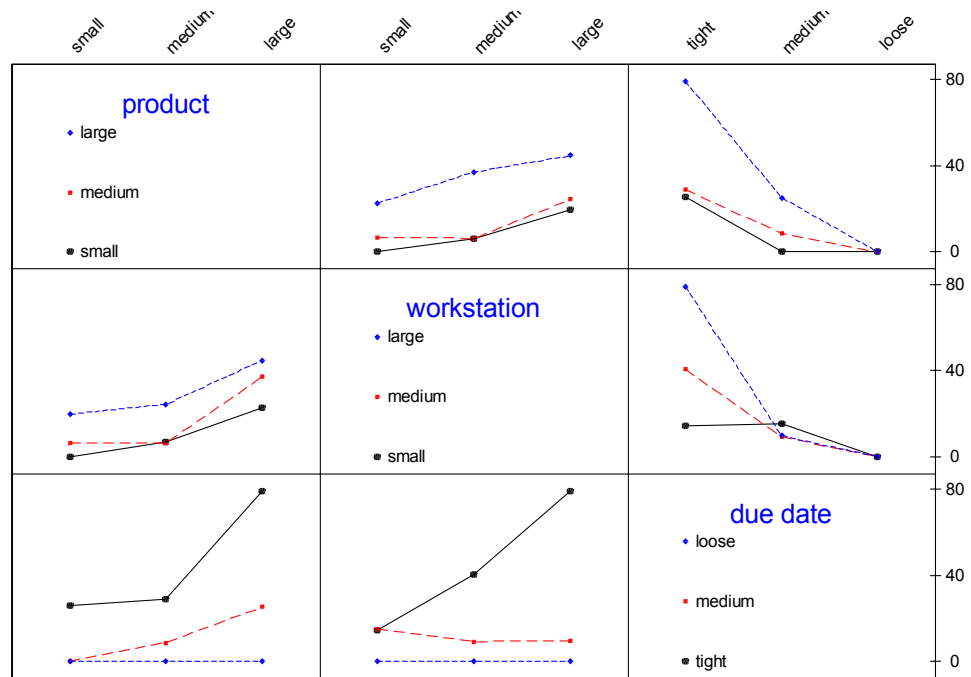 small medium large small medium large tight medium loose
product
large
medium
small
80
40
0
workstation
large
medium
small
80
40
0
due date
loose
medium
tight
80
40
0